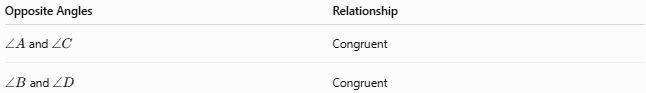 Opposite Angles Relationship
∠A and ∠C Congruent
∠B and ∠D Congruent